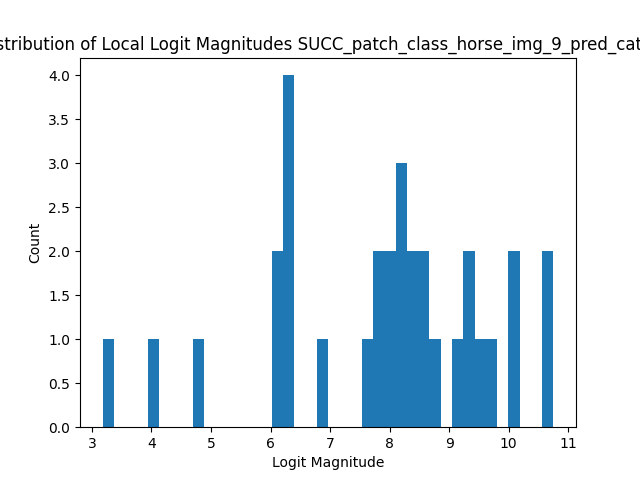 stribution of Local Logit Magnitudes SUCC_patch_class_horse_img_9_pred_cat
4.0
3.5
3.0
2.5
2.0
1.5
1.0
0.5
0.0
Count
3 4 5 6 7 8 9 10 11
Logit Magnitude